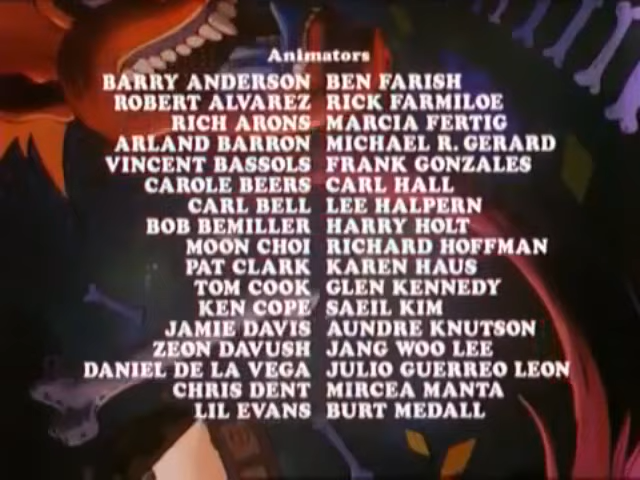 Animators
BARRY ANDERSON BEN FARISH
ROBERT ALVAREZ RICK FARMILOE
RICH ARONS MARCIA FERTIG
ARLAND BARRON MICHAEL R. GERARD
VINCENT BASSOLS FRANK GONZALES
CAROLE BEERS CARL HALL
CARL BELL LEE HALPERN
BOB BEMILLER HARRY HOLT
MOON CHOI RICHARD HOFFMAN
PAT CLARK KAREN HAUS
TOM COOK GLEN KENNEDY
KEN COPE SAEIL KIM
JAMIE DAVIS AUNDRE KNUTSON
ZEON DAVUSH JANG WOO LEE
DANIEL DE LA VEGA JULIO GUERREO LEON
CHRIS DENT MIRCEA MANTA
LIL EVANS BURT MEDALL